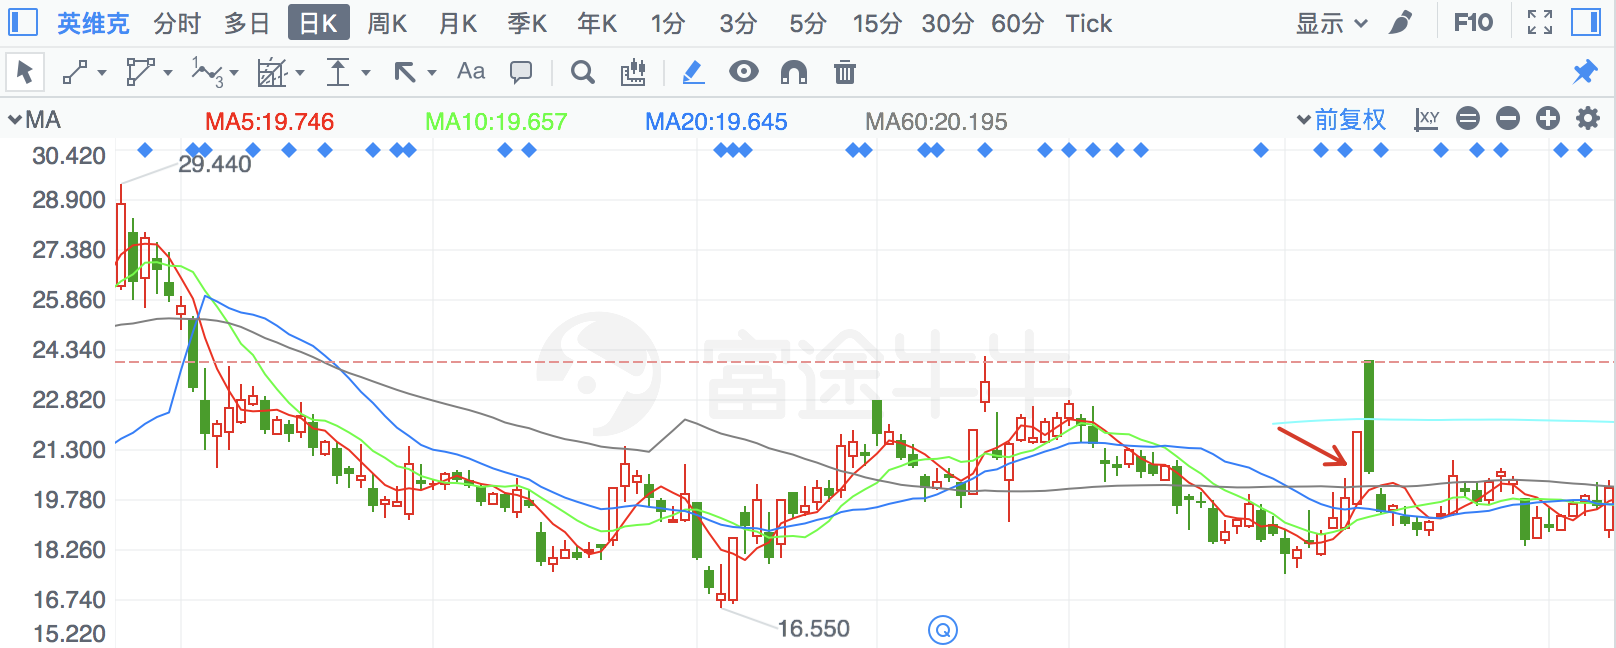 英维克 分时 多日 日K 周K 月K 季K 年K 1分 3分 5分 15分 30分 60分 Tick 显示 F10
1 2 3 Aa
MA MA5:19.746 MA10:19.657 MA20:19.645 MA60:20.195 前复权 X,Y
30.420
29.440
28.900
27.380
25.860
24.340
富途牛牛
22.820
21.300
19.780
18.260
16.740
16.550
Q
15.220